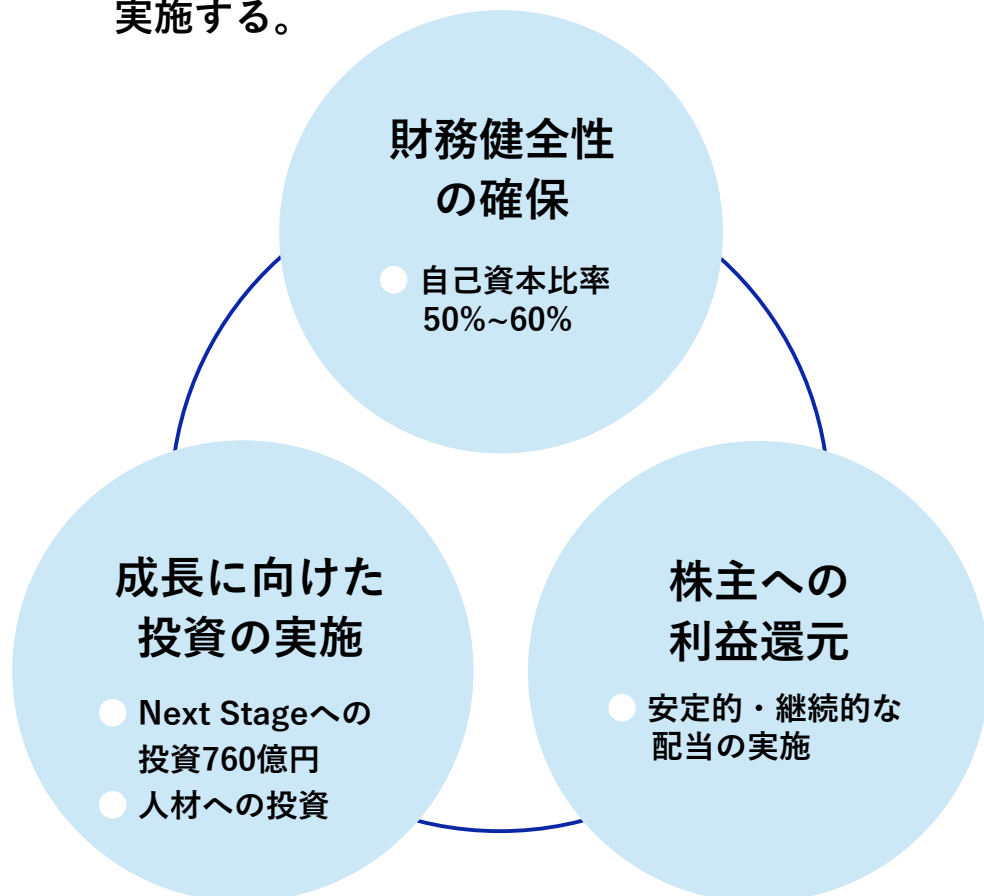 実施する。
財務健全性
の確保
自己資本比率
50%~60%
成長に向けた
投資の実施
Next Stageへの
投資760億円
人材への投資
株主への
利益還元
安定的・継続的な
配当の実施